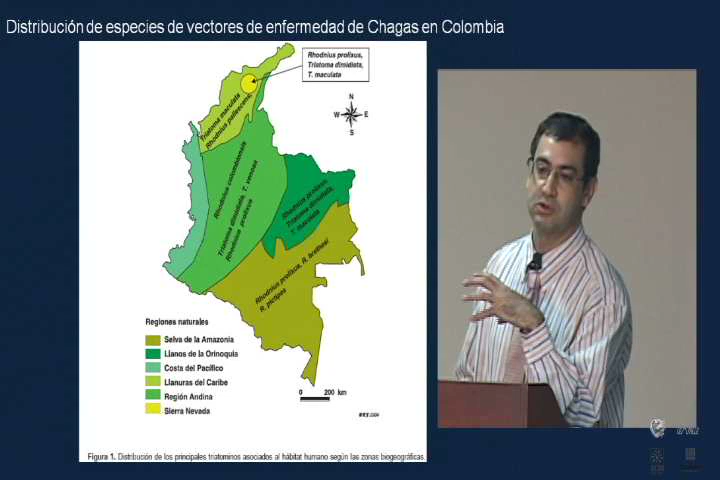 Distribución de especies de vectores de enfermedad de Chagas en Colombia
Rhodnius prolixus,
Triatoma dimidiata,
T. maculata
N
W E
S
Triatoma maculata
Rhodnius pallescens,
Rhodnius colombiensis
Triatoma dimidiata, T. venosa
Rhodnius prolixus
Rhodnius prolixus,
Triatoma dimidiata,
T. maculata
Rhodnius prolixus, R. brethesi
R. pictipes
Regiones naturales
Selva de la Amazonia
Llanos de la Orinoquia
Costa del Pacífico
Llanuras del Caribe
Región Andina
Sierra Nevada
0 200 km
Figura 1. Distribución de los principales triatominos asociados al hábitat humano según las zonas biogeográficas.